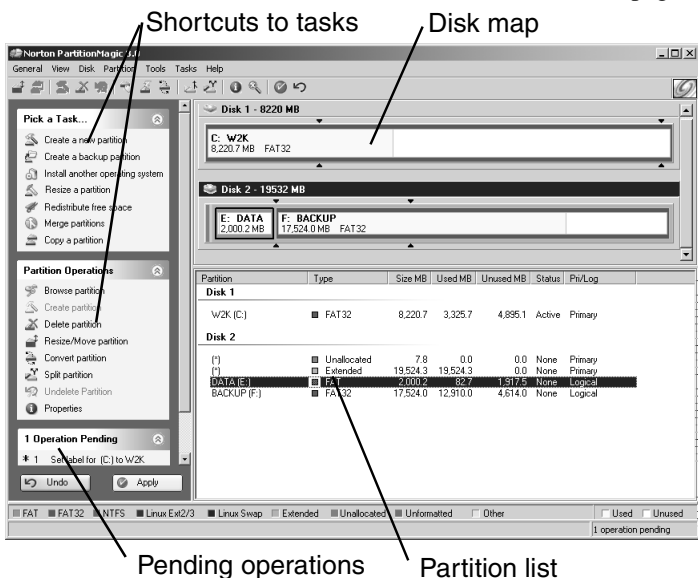 Shortcuts to tasks
Disk map
Norton PartitionMagic 8.0
General View Disk Partition Tools Tasks Help
Pick a Task...
Create a new partition
Create a backup partition
Install another operating system
Resize a partition
Redistribute free space
Merge partitions
Copy a partition
Partition Operations
Browse partition
Create partition
Delete partition
Resize/Move partition
Convert partition
Split partition
Undelete Partition
Properties
1 Operation Pending
* 1 Set label for (C:) to W2K
Undo
Apply
Disk 1 - 8220 MB
C: W2K
8,220.7 MB FAT32
Disk 2 - 19532 MB
E: DATA
2,000.2 MB
F: BACKUP
17,524.0 MB FAT32
Partition Type Size MB Used MB Unused MB Status Pri/Log
Disk 1
W2K (C:) FAT32 8,220.7 3,325.7 4,895.1 Active Primary
Disk 2
(*) Unallocated 7.8 0.0 0.0 None Primary
(*) Extended 19,524.3 19,524.3 0.0 None Primary
DATA (E:) FAT 2,000.2 82.7 1,917.5 None Logical
BACKUP (F:) FAT32 17,524.0 12,910.0 4,614.0 None Logical
FAT FAT32 NTFS Linux Ext2/3 Linux Swap Extended Unallocated Unformatted Other Used Unused
1 operation pending
Pending operations
Partition list